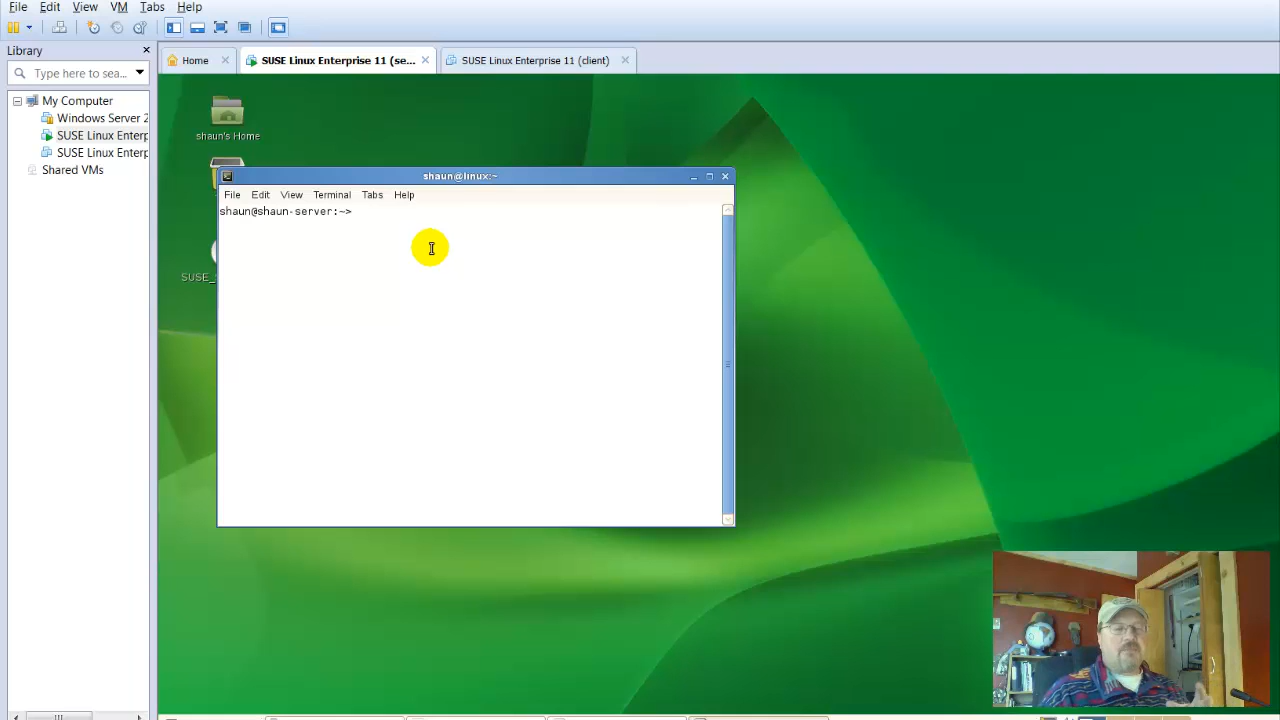 File Edit View VM Tabs Help
Library
Type here to sea...
Home
SUSE Linux Enterprise 11 (se...
SUSE Linux Enterprise 11 (client)
My Computer
Windows Server 2
SUSE Linux Enterp
SUSE Linux Enterp
Shared VMs
shaun's Home
SUSE_
shaun@linux:~
File Edit View Terminal Tabs Help
shaun@shaun-server:~>